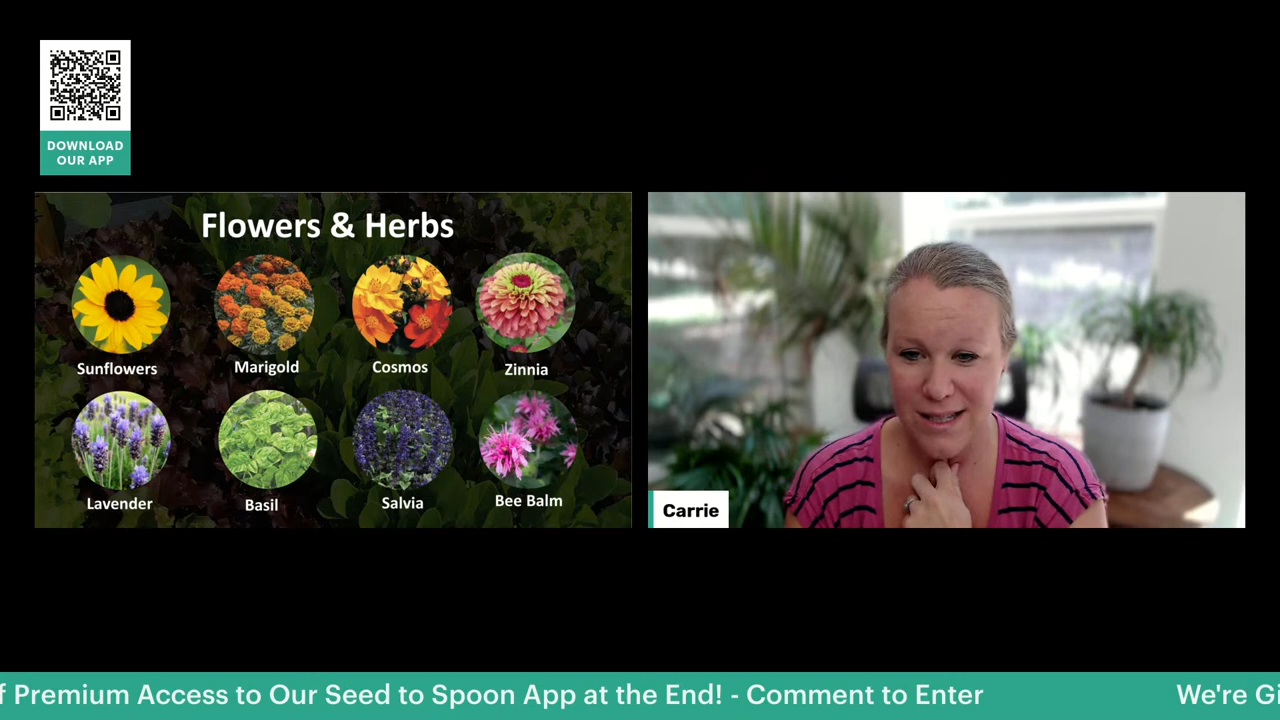 DOWNLOAD
OUR APP
Flowers & Herbs
Sunflowers
Marigold
Cosmos
Zinnia
Lavender
Basil
Salvia
Bee Balm
Carrie
f Premium Access to Our Seed to Spoon App at the End! - Comment to Enter
We're Gi